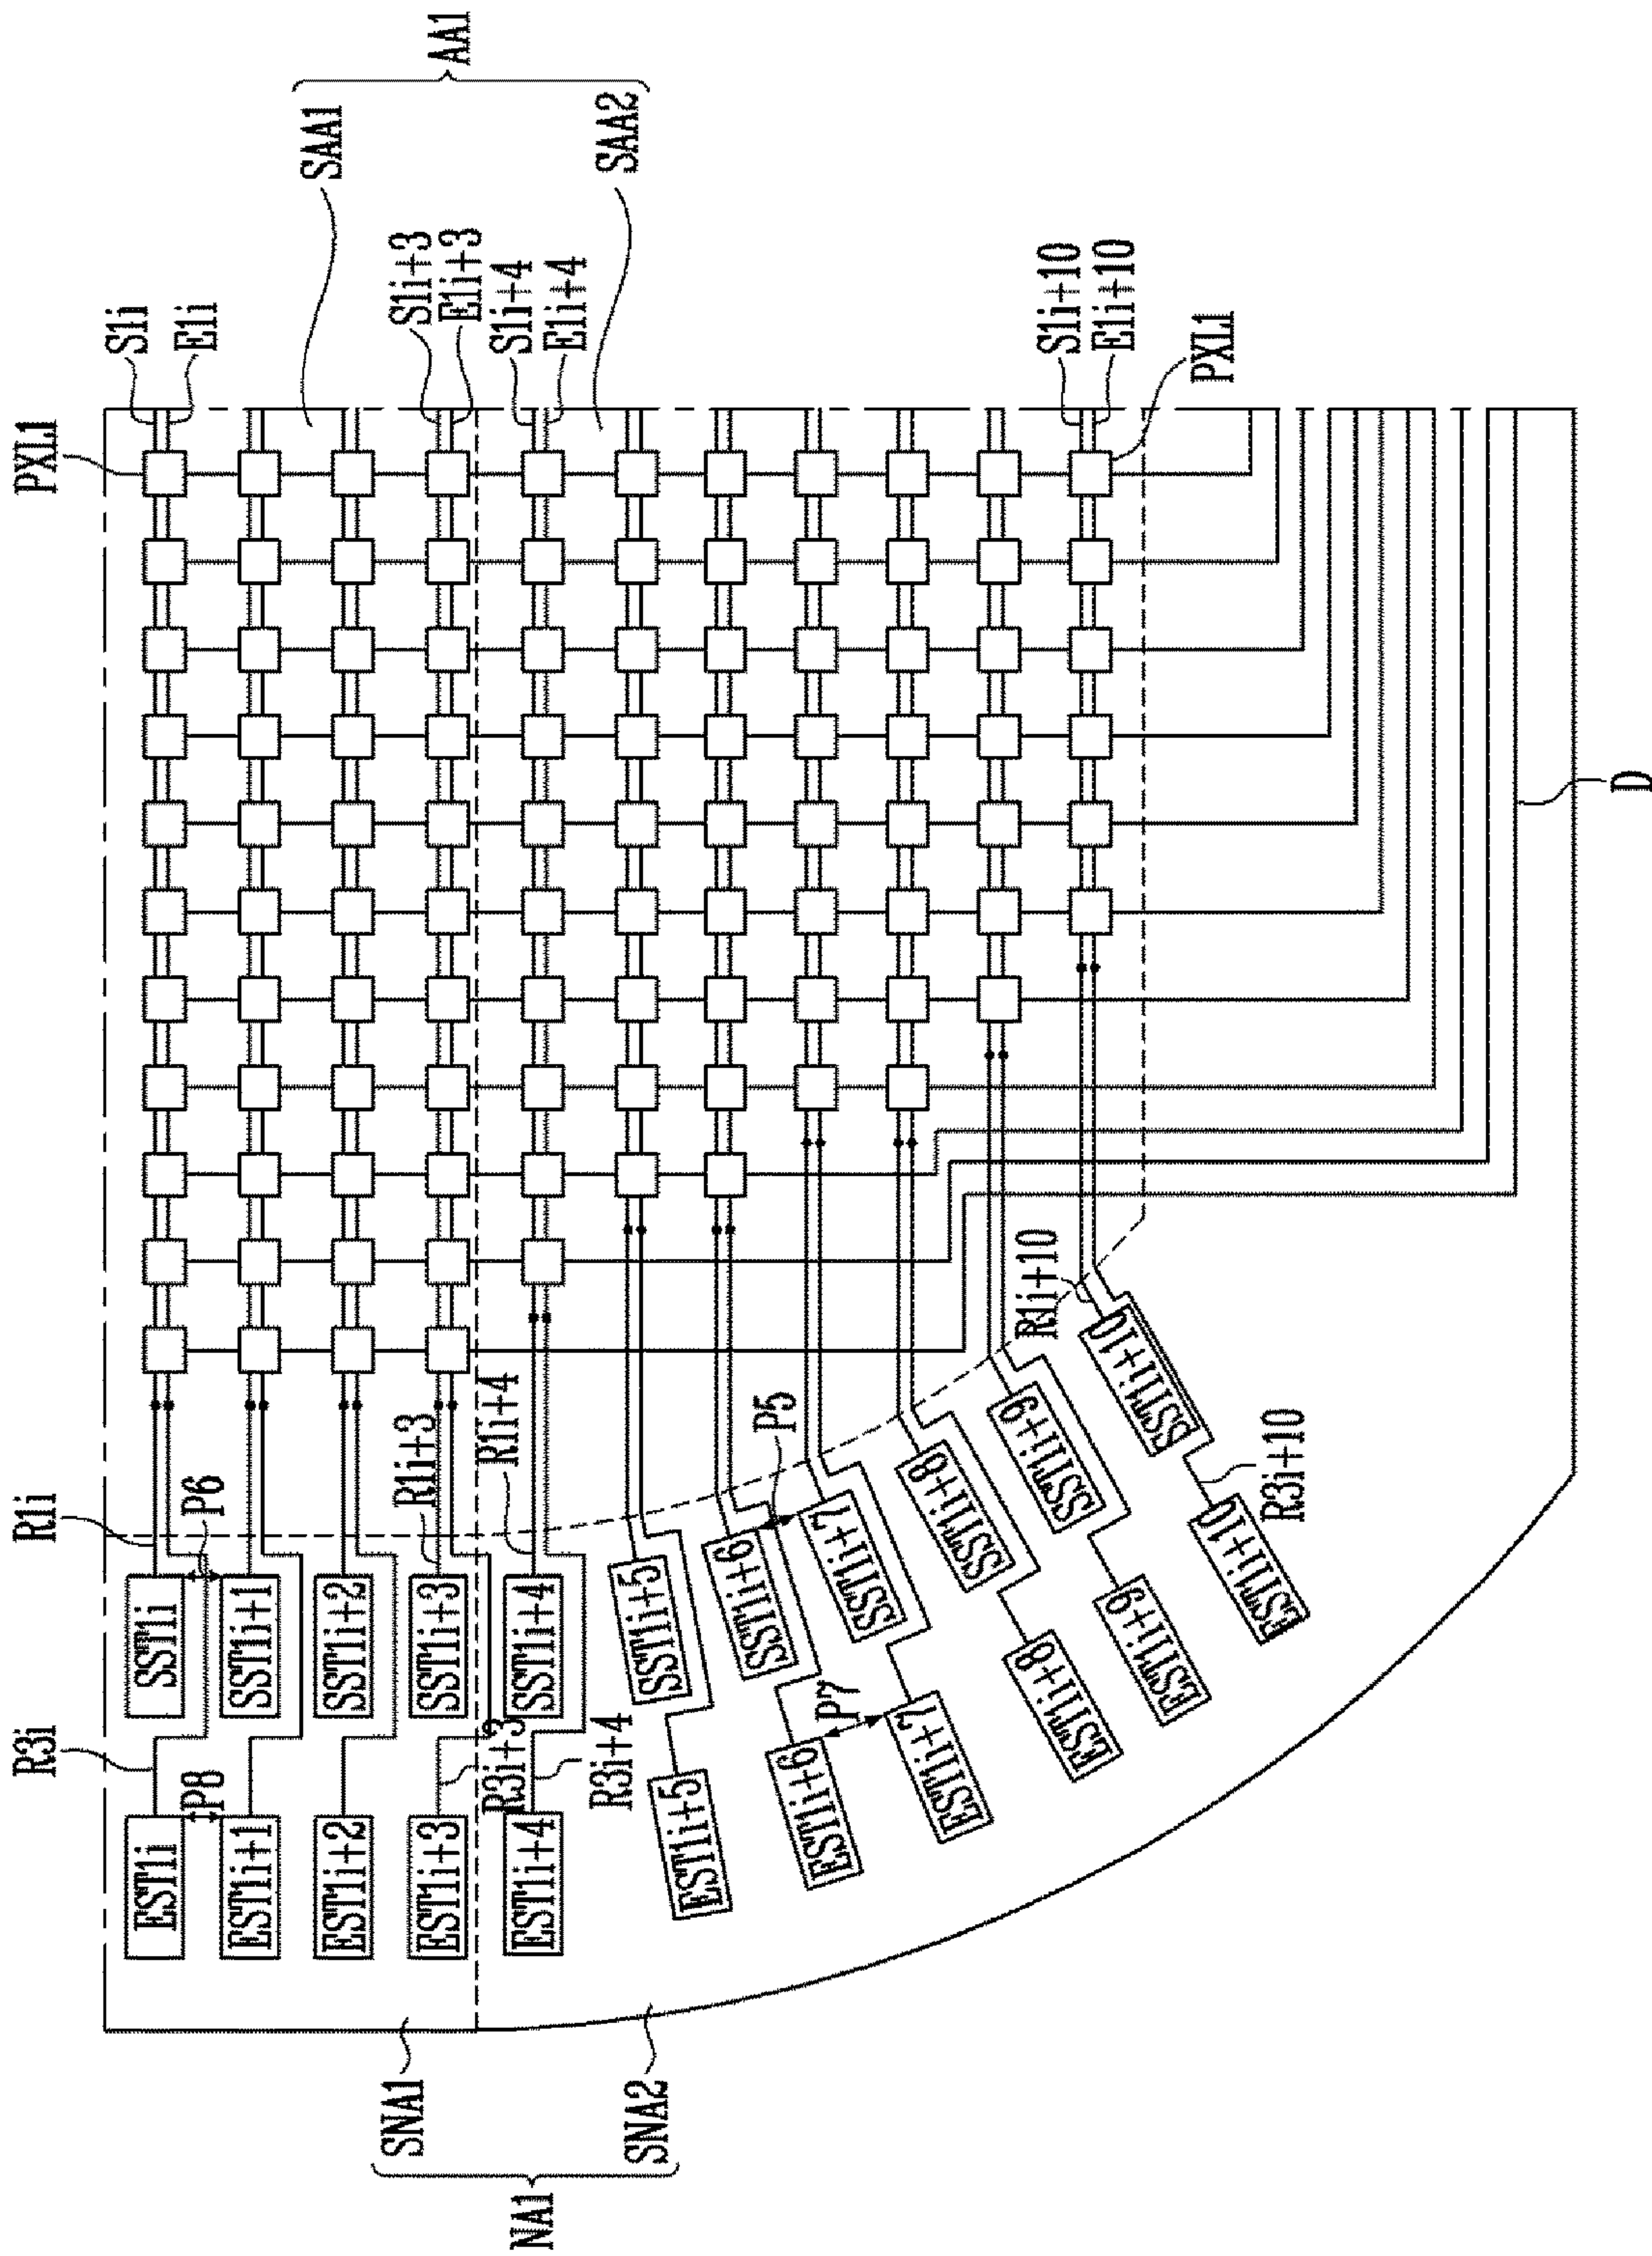 AA1
SAA1
SAA2
S1i
E1i
S1i+3
E1i+3
S1i+4
E1i+4
S1i+10
E1i+10
PXL1
PXL1
D
R1i
P6
R1i+3
R1i+4
P5
R1i+10
R3i+10
SST1i
SST1i+1
SST1i+2
SST1i+3
SST1i+4
SST1i+5
SST1i+6
SST1i+7
SST1i+8
SST1i+9
SST1i+10
R3i
P8
R3i+3
R3i+4
P7
EST1i
EST1i+1
EST1i+2
EST1i+3
EST1i+4
EST1i+5
EST1i+6
EST1i+7
EST1i+8
EST1i+9
EST1i+10
SNA1
SNA2
NA1